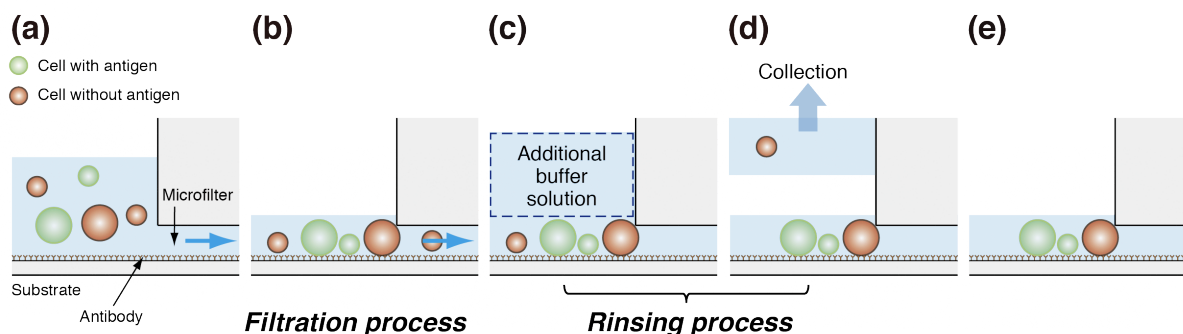 (a)
(b)
(c)
(d)
(e)
Cell with antigen
Cell without antigen
Collection
Microfilter
Additional
buffer
solution
Substrate
Antibody
Filtration process
Rinsing process